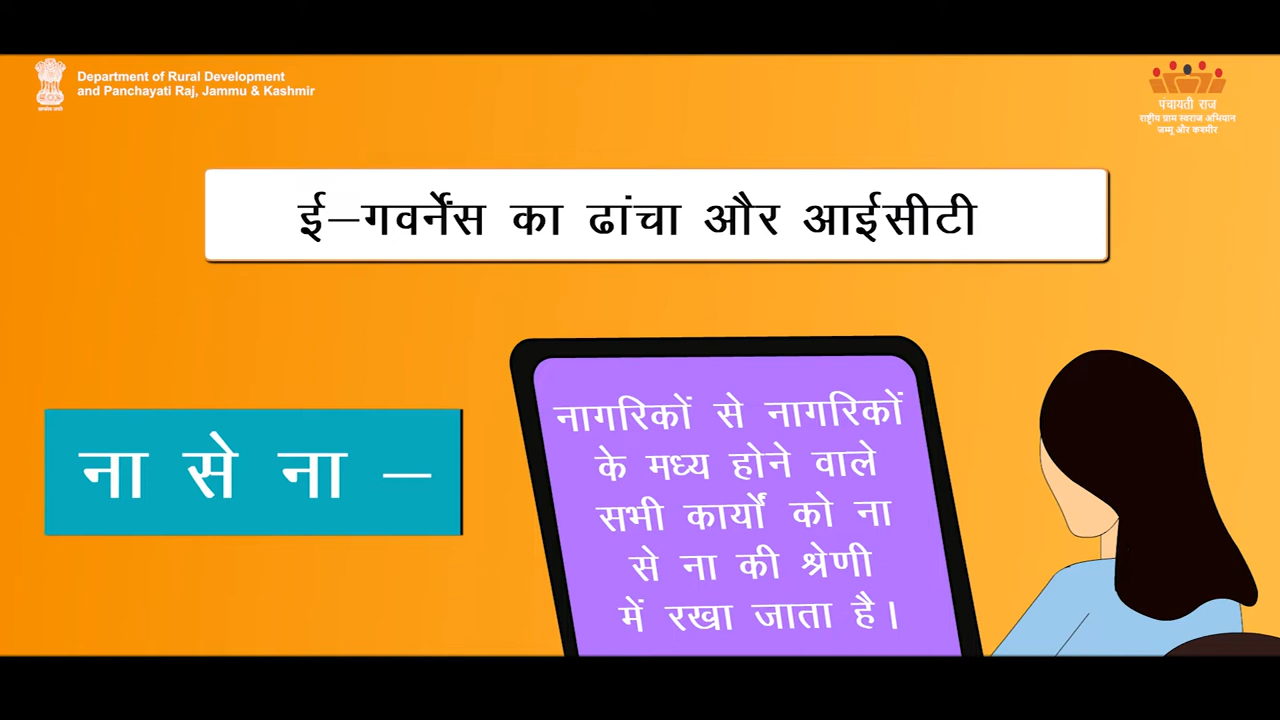 Department of Rural Development
and Panchayati Raj, Jammu & Kashmir
पंचायती राज
राष्ट्रीय ग्राम स्वराज अभियान
जम्मू और कश्मीर
ई–गवर्नेंस का ढांचा और आईसीटी
ना से ना –
नागरिकों से नागरिकों
के मध्य होने वाले
सभी कार्यों को ना
से ना की श्रेणी
में रखा जाता है।